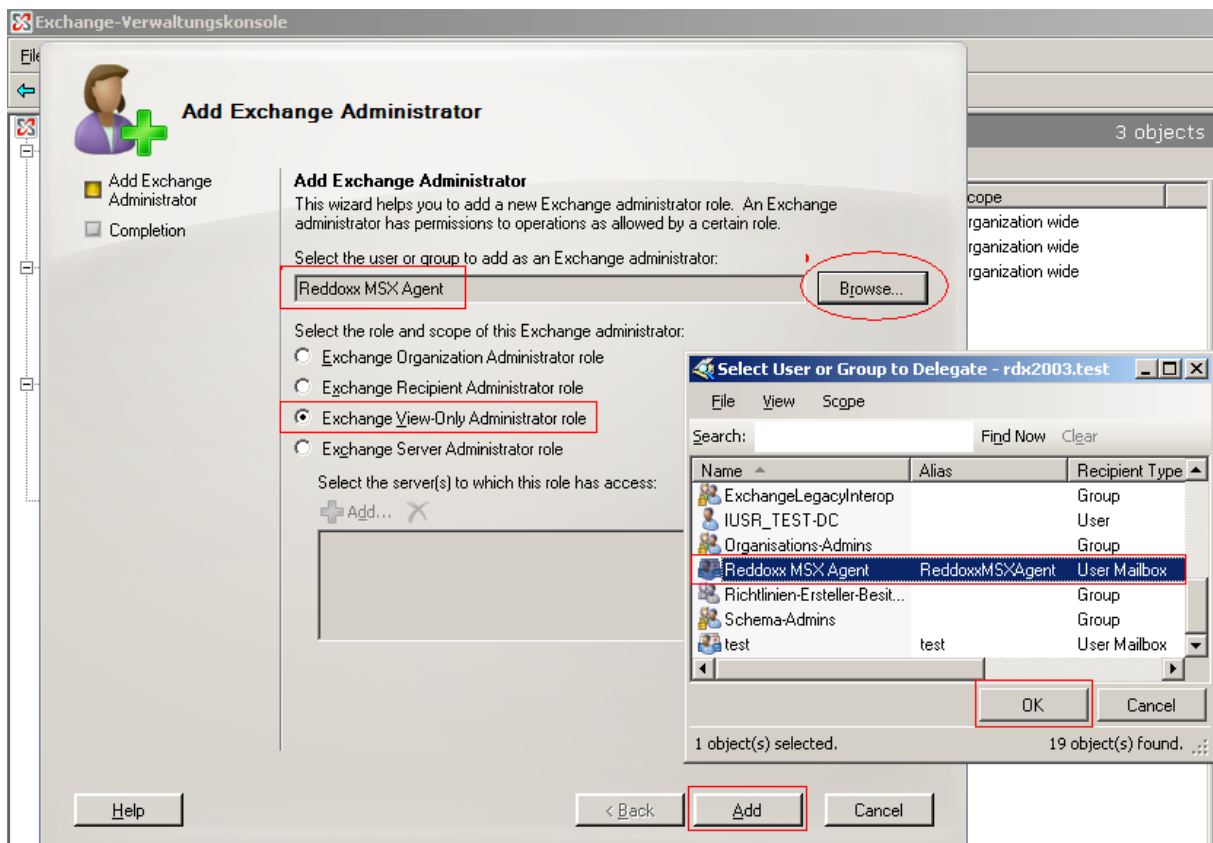 Exchange-Verwaltungskonsole
File
Add Exchange Administrator
3 objects
Add Exchange
Administrator
Completion
Add Exchange Administrator
This wizard helps you to add a new Exchange administrator role. An Exchange
administrator has permissions to operations as allowed by a certain role.
Select the user or group to add as an Exchange administrator:
Reddoxx MSX Agent
Browse...
Select the role and scope of this Exchange administrator:
Exchange Organization Administrator role
Exchange Recipient Administrator role
Exchange View-Only Administrator role
Exchange Server Administrator role
Select the server(s) to which this role has access:
Add...
cope
rganization wide
rganization wide
rganization wide
Select User or Group to Delegate - rdx2003.test
File View Scope
Search: Find Now Clear
Name Alias Recipient Type
ExchangeLegacyInterop Group
IUSR_TEST-DC User
Organisations-Admins Group
Reddoxx MSX Agent ReddoxxMSXAgent User Mailbox
Richtlinien-Ersteller-Besit... Group
Schema-Admins Group
test test User Mailbox
OK Cancel
1 object(s) selected. 19 object(s) found.
Help < Back Add Cancel